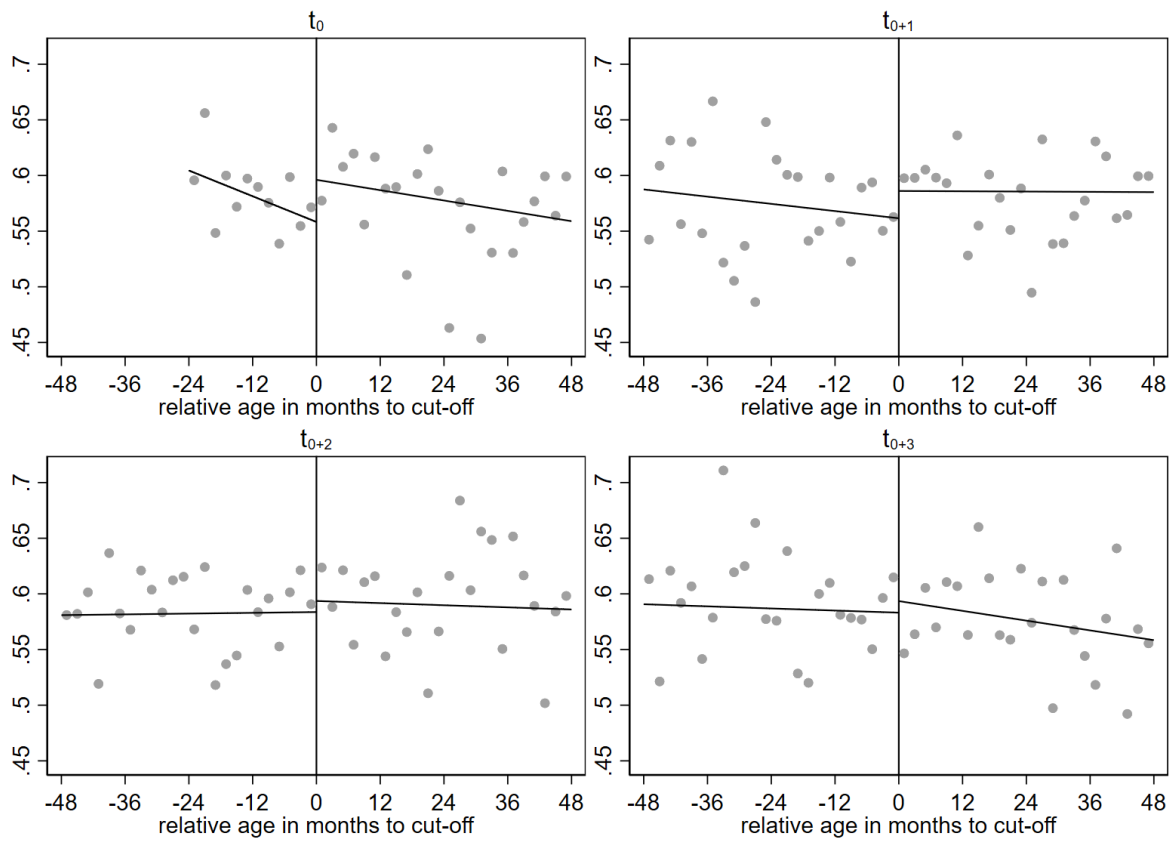 t0
.7
.65
.6
.55
.5
.45
-48 -36 -24 -12 0 12 24 36 48
relative age in months to cut-off
t0+1
.7
.65
.6
.55
.5
.45
-48 -36 -24 -12 0 12 24 36 48
relative age in months to cut-off
t0+2
.7
.65
.6
.55
.5
.45
-48 -36 -24 -12 0 12 24 36 48
relative age in months to cut-off
t0+3
.7
.65
.6
.55
.5
.45
-48 -36 -24 -12 0 12 24 36 48
relative age in months to cut-off